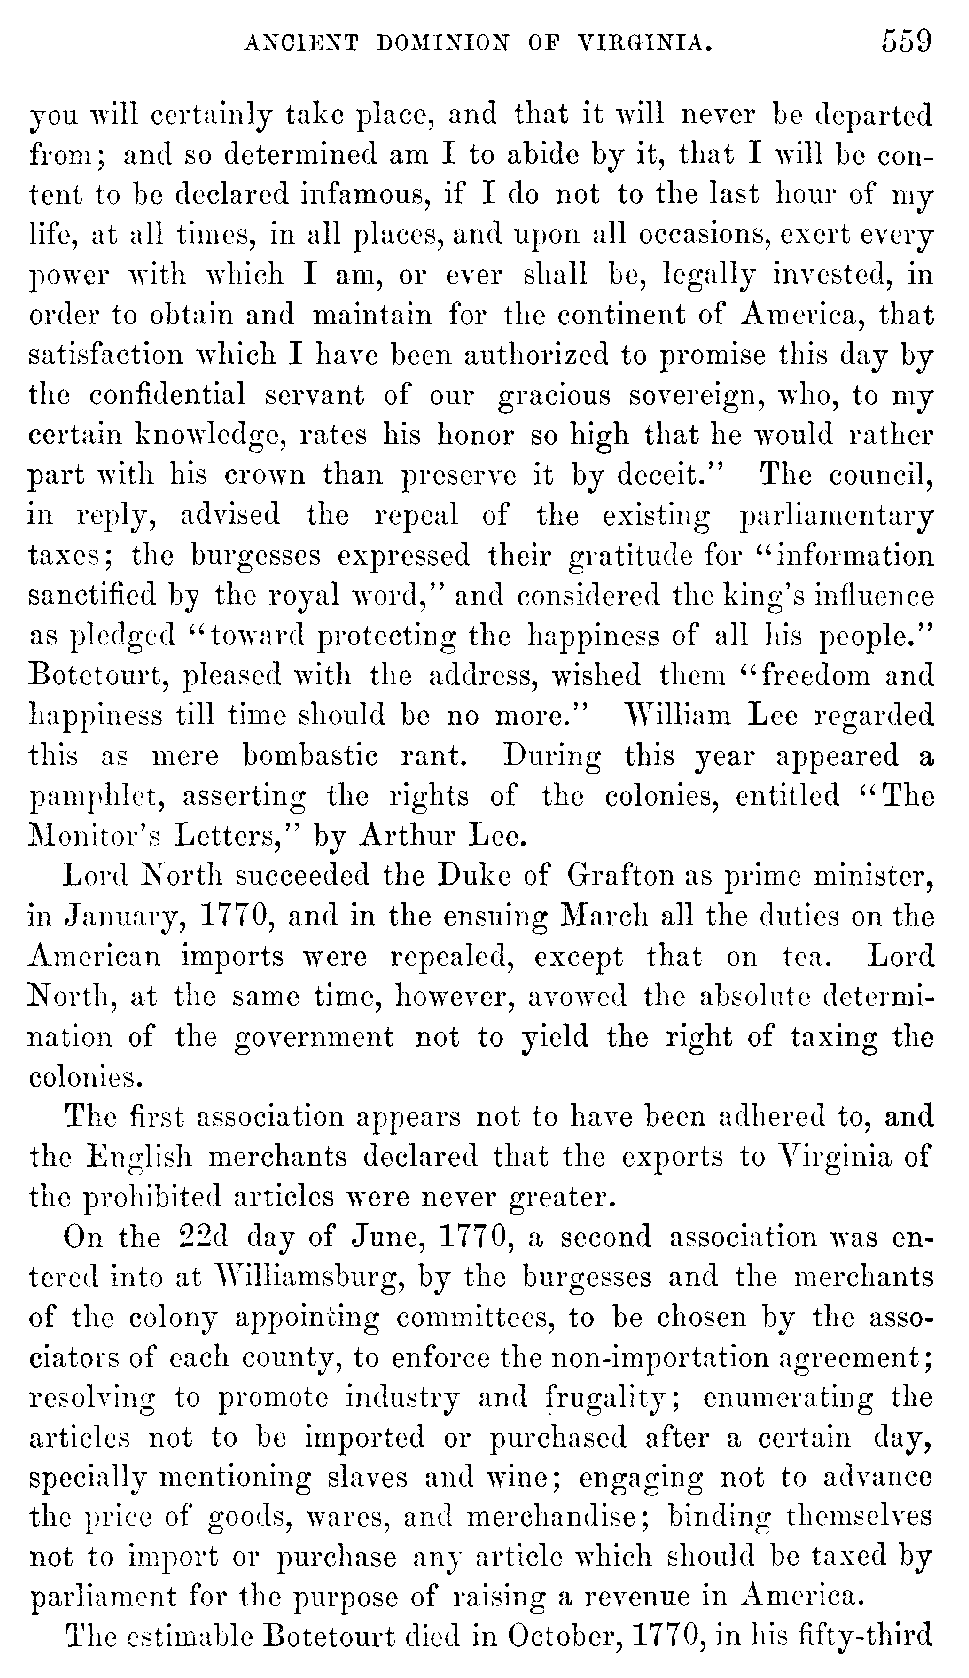 ANCIENT DOMINION OF VIRGINIA. 559
you will certainly take place, and that it will never be departed
from; and so determined am I to abide by it, that I will be con-
tent to be declared infamous, if I do not to the last hour of my
life, at all times, in all places, and upon all occasions, exert every
power with which I am, or ever shall be, legally invested, in
order to obtain and maintain for the continent of America, that
satisfaction which I have been authorized to promise this day by
the confidential servant of our gracious sovereign, who, to my
certain knowledge, rates his honor so high that he would rather
part with his crown than preserve it by deceit." The council,
in reply, advised the repeal of the existing parliamentary
taxes; the burgesses expressed their gratitude for "information
sanctified by the royal word," and considered the king's influence
as pledged "toward protecting the happiness of all his people."
Botetourt, pleased with the address, wished them "freedom and
happiness till time should be no more." William Lee regarded
this as mere bombastic rant. During this year appeared a
pamphlet, asserting the rights of the colonies, entitled "The
Monitor's Letters," by Arthur Lee.
Lord North succeeded the Duke of Grafton as prime minister,
in January, 1770, and in the ensuing March all the duties on the
American imports were repealed, except that on tea. Lord
North, at the same time, however, avowed the absolute determi-
nation of the government not to yield the right of taxing the
colonies.
The first association appears not to have been adhered to, and
the English merchants declared that the exports to Virginia of
the prohibited articles were never greater.
On the 22d day of June, 1770, a second association was en-
tered into at Williamsburg, by the burgesses and the merchants
of the colony appointing committees, to be chosen by the asso-
ciators of each county, to enforce the non-importation agreement;
resolving to promote industry and frugality; enumerating the
articles not to be imported or purchased after a certain day,
specially mentioning slaves and wine; engaging not to advance
the price of goods, wares, and merchandise; binding themselves
not to import or purchase any article which should be taxed by
parliament for the purpose of raising a revenue in America.
The estimable Botetourt died in October, 1770, in his fifty-third